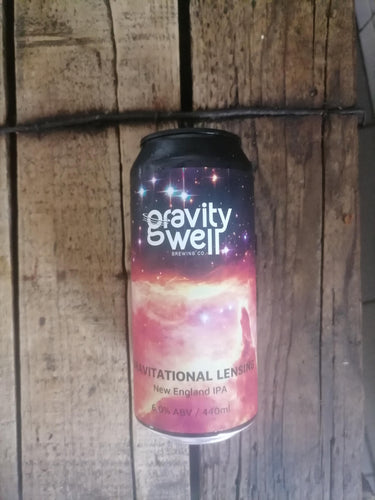 gravity
well
BREWING CO.
AVITATIONAL LENSING
New England IPA
6.0% ABV / 440ml